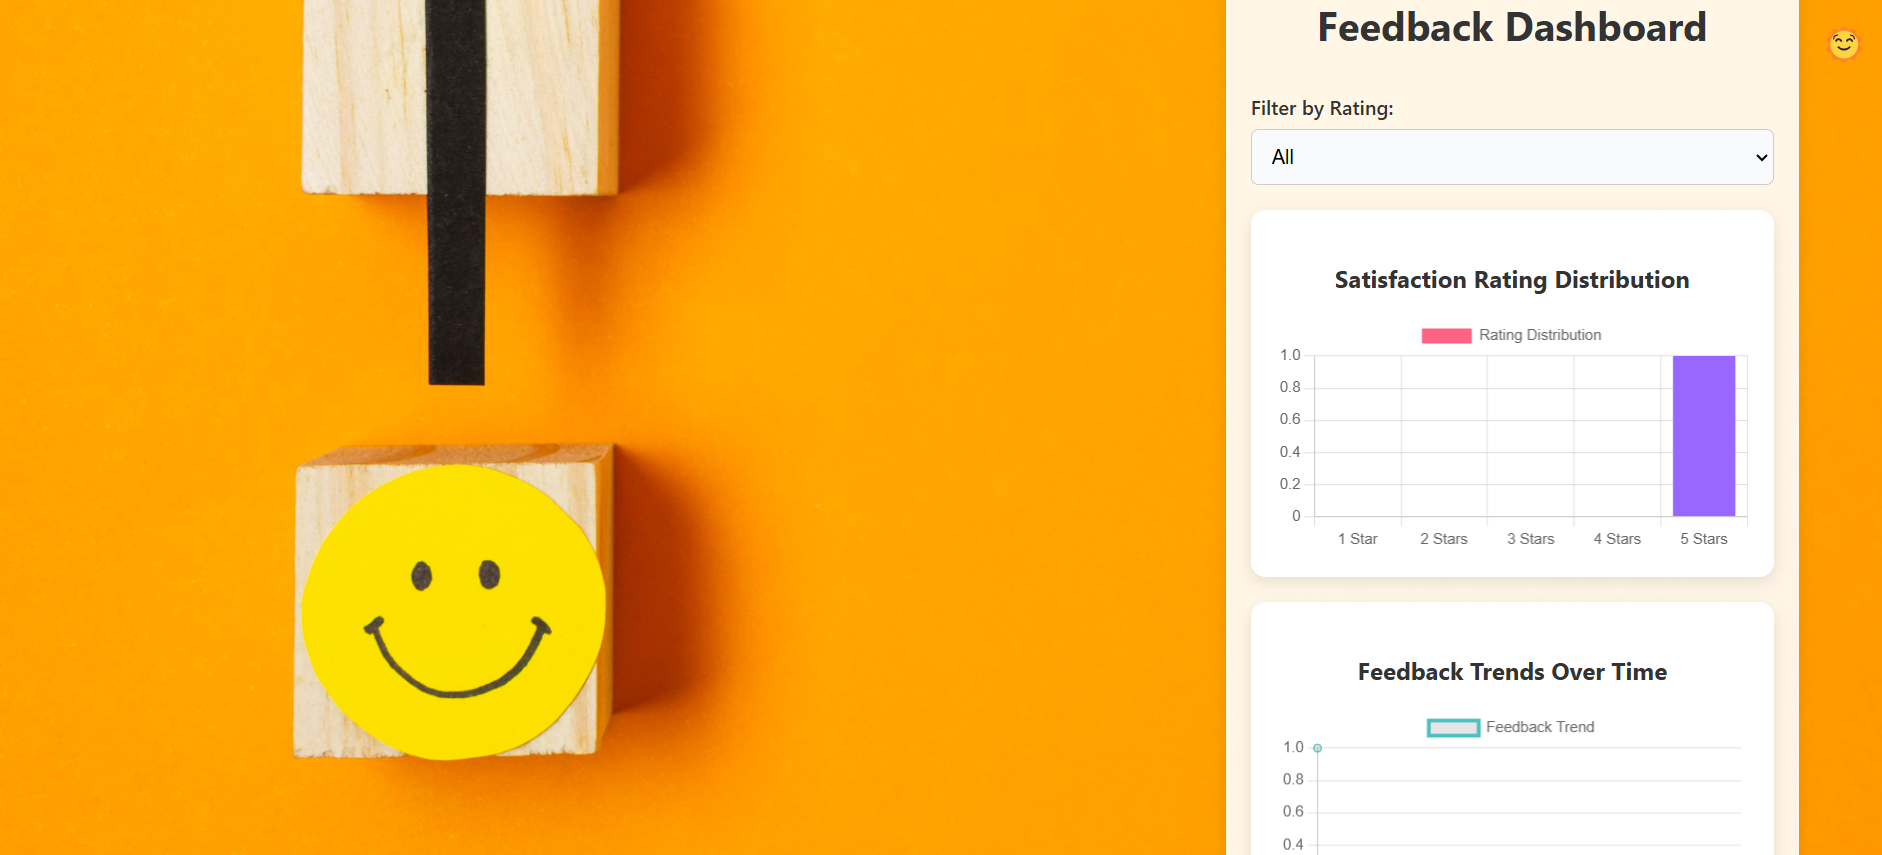 Feedback Dashboard
Filter by Rating:
All
Satisfaction Rating Distribution
Rating Distribution
1.0
0.8
0.6
0.4
0.2
0
1 Star 2 Stars 3 Stars 4 Stars 5 Stars
Feedback Trends Over Time
Feedback Trend
1.0
0.8
0.6
0.4